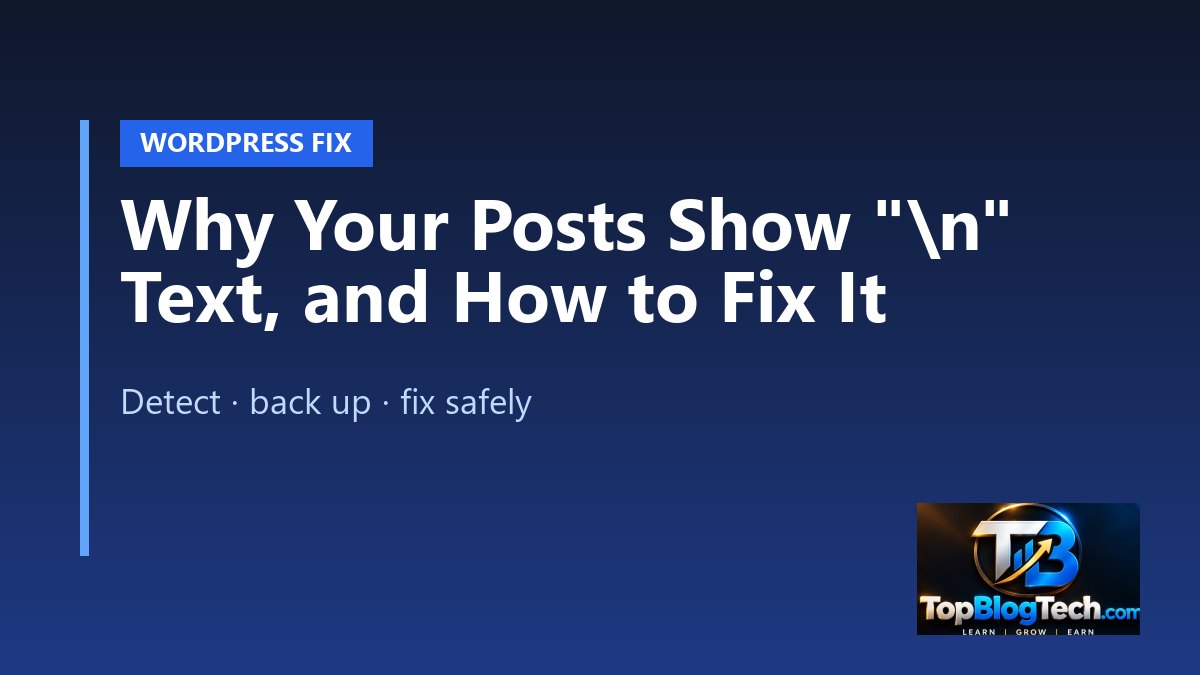 WORDPRESS FIX
Why Your Posts Show "\n"
Text, and How to Fix It
Detect · back up · fix safely
TB
TopBlogTech.com
LEARN | GROW | EARN